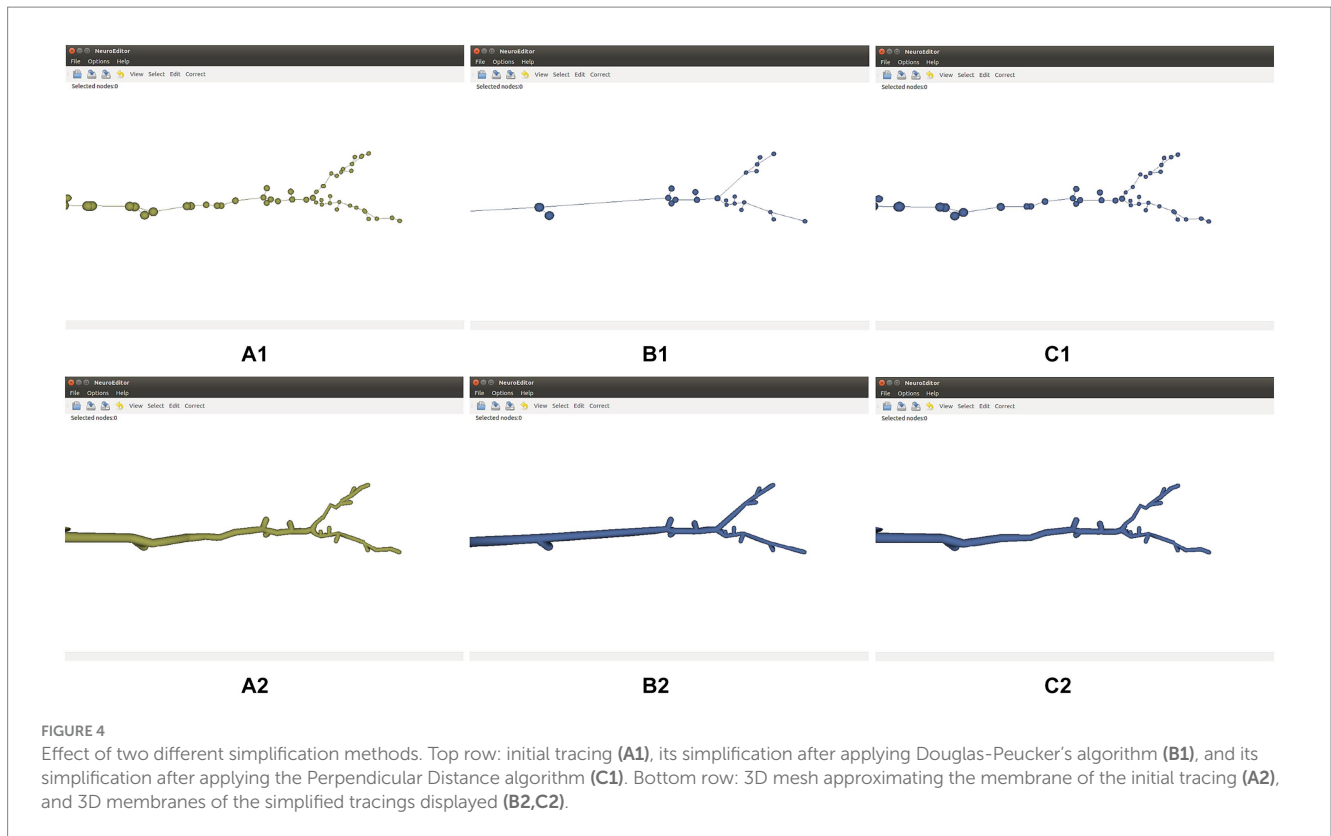 NeuroEditor
File Options Help
View Select Edit Correct
Selected nodes:0
NeuroEditor
File Options Help
View Select Edit Correct
Selected nodes:0
NeuroEditor
File Options Help
View Select Edit Correct
Selected nodes:0
A1
B1
C1
NeuroEditor
File Options Help
View Select Edit Correct
Selected nodes:0
NeuroEditor
File Options Help
View Select Edit Correct
Selected nodes:0
NeuroEditor
File Options Help
View Select Edit Correct
Selected nodes:0
A2
B2
C2
FIGURE 4
Effect of two different simplification methods. Top row: initial tracing (A1), its simplification after applying Douglas-Peucker's algorithm (B1), and its
simplification after applying the Perpendicular Distance algorithm (C1). Bottom row: 3D mesh approximating the membrane of the initial tracing (A2),
and 3D membranes of the simplified tracings displayed (B2,C2).